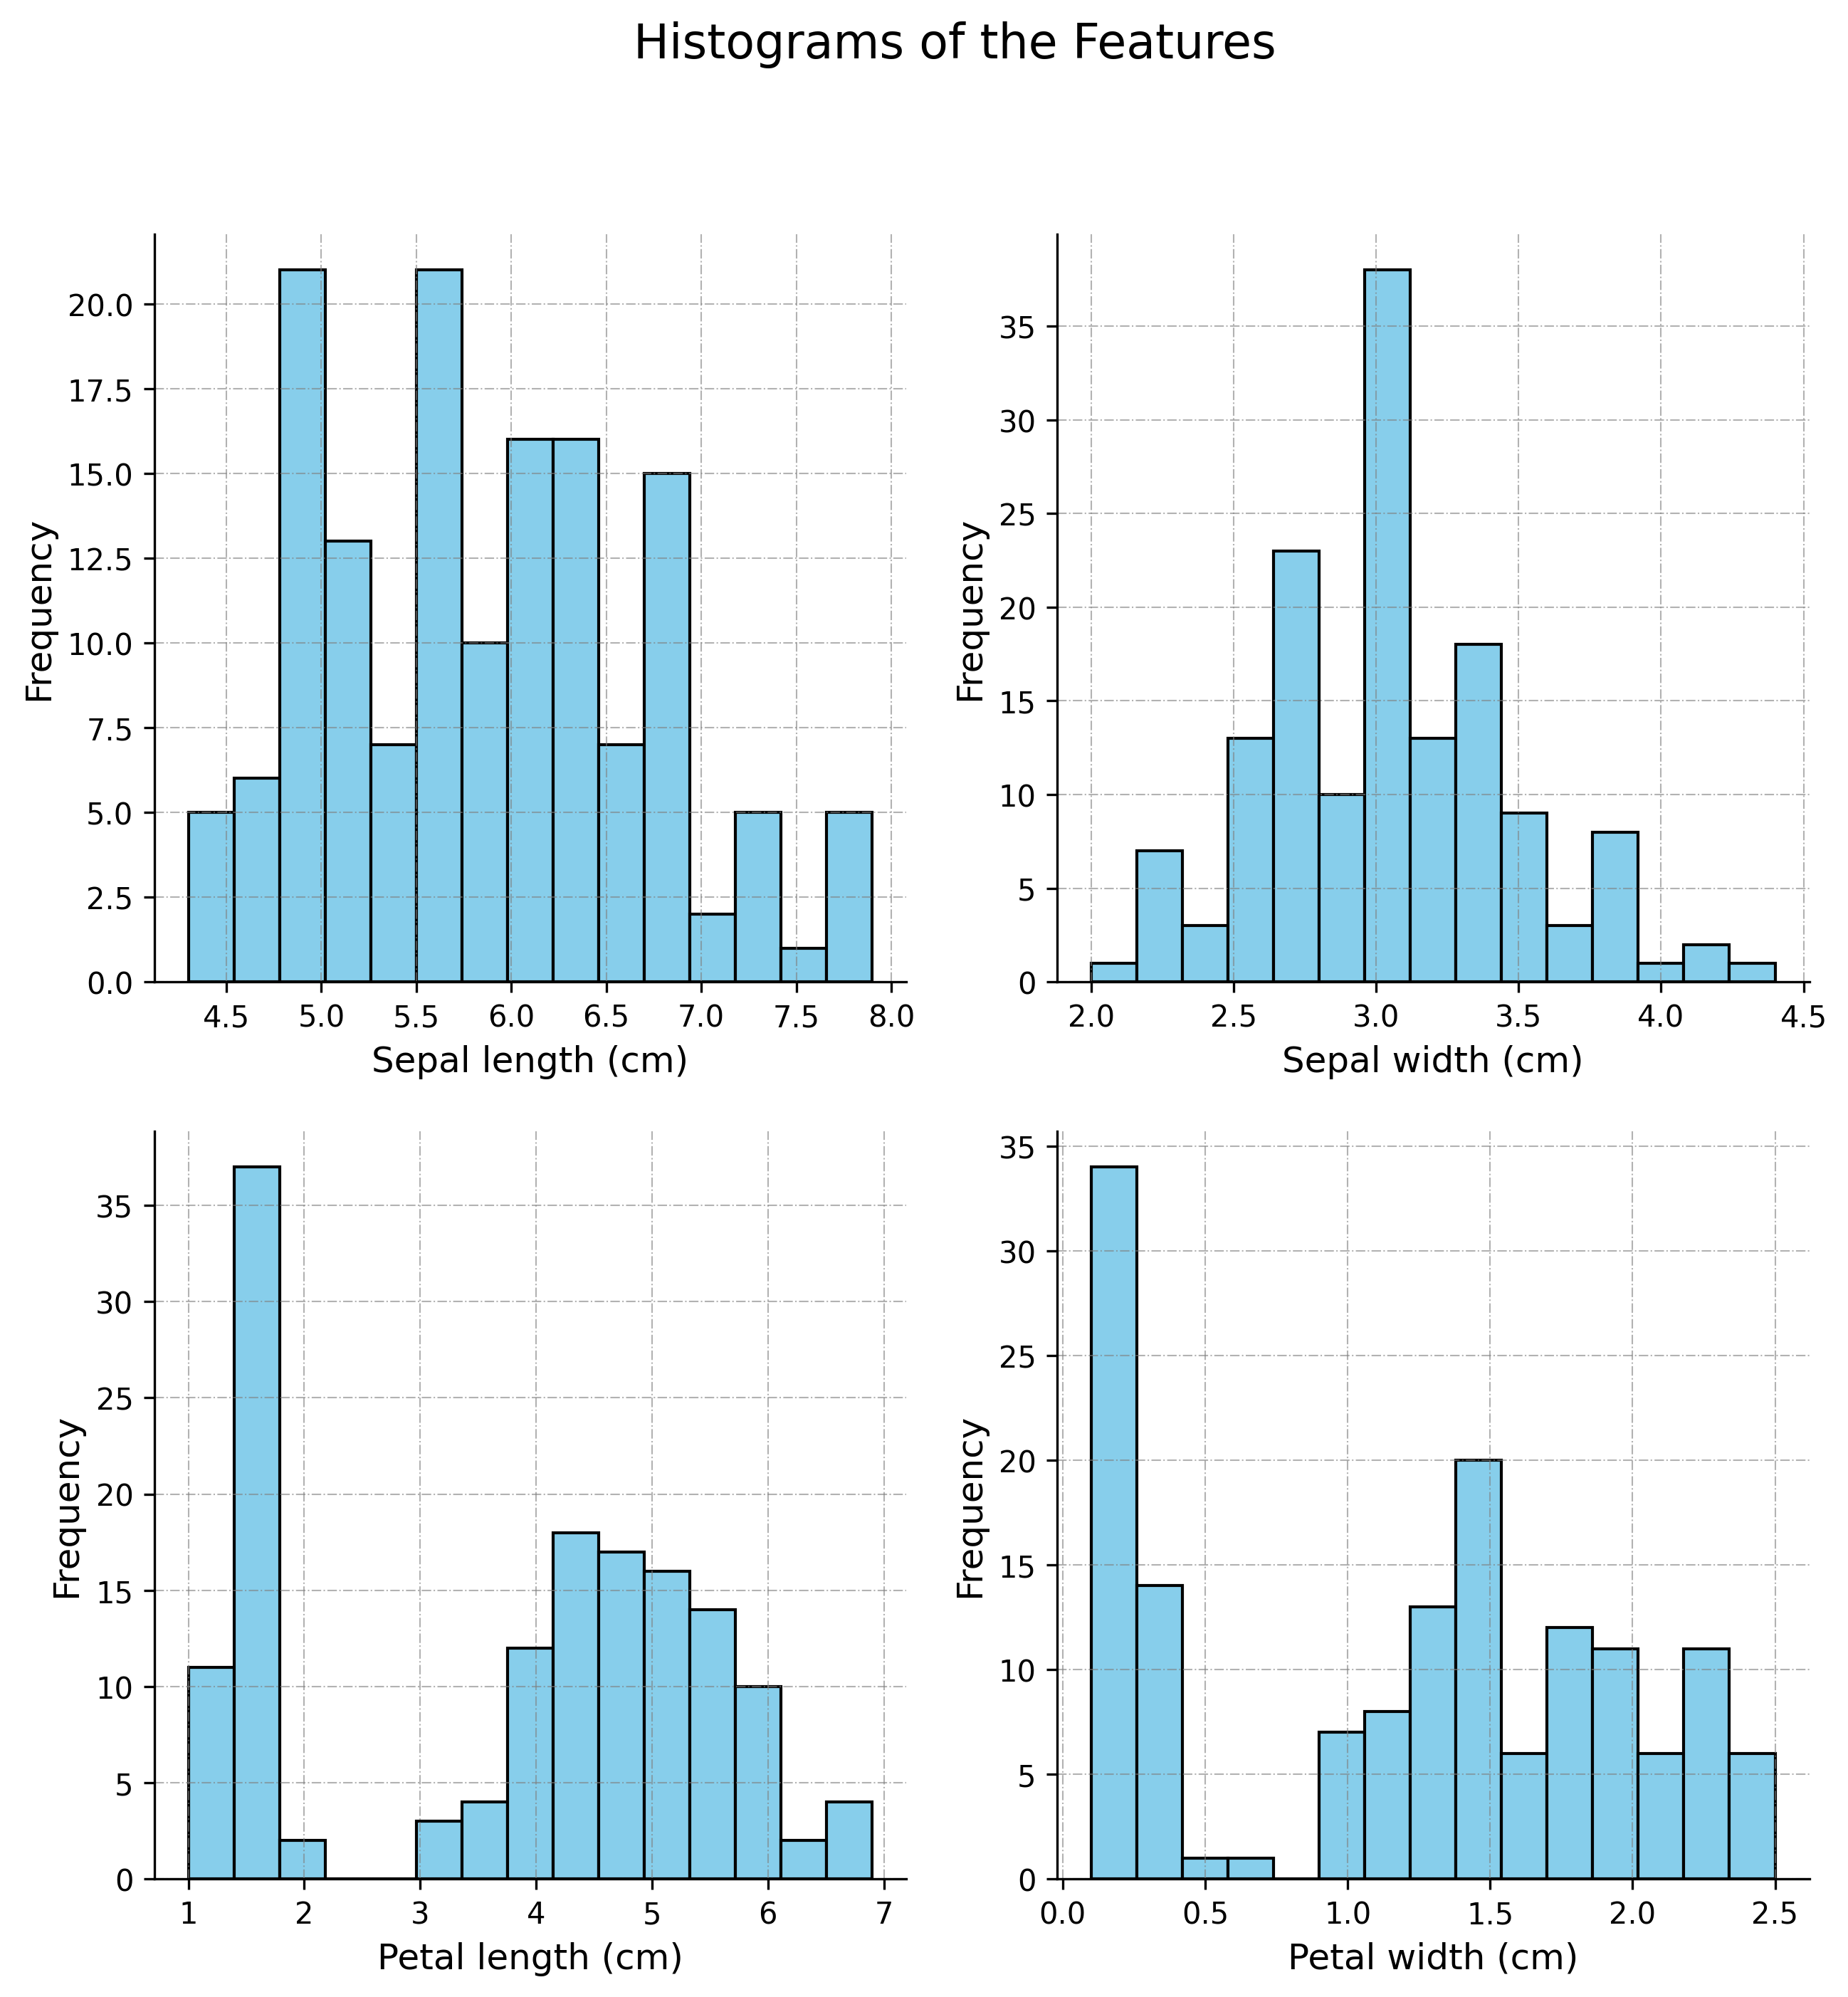 Histograms of the Features
Frequency
20.0
17.5
15.0
12.5
10.0
7.5
5.0
2.5
0.0
4.5 5.0 5.5 6.0 6.5 7.0 7.5 8.0
Sepal length (cm)
Frequency
35
30
25
20
15
10
5
0
2.0 2.5 3.0 3.5 4.0 4.5
Sepal width (cm)
Frequency
35
30
25
20
15
10
5
0
1 2 3 4 5 6 7
Petal length (cm)
Frequency
35
30
25
20
15
10
5
0
0.0 0.5 1.0 1.5 2.0 2.5
Petal width (cm)